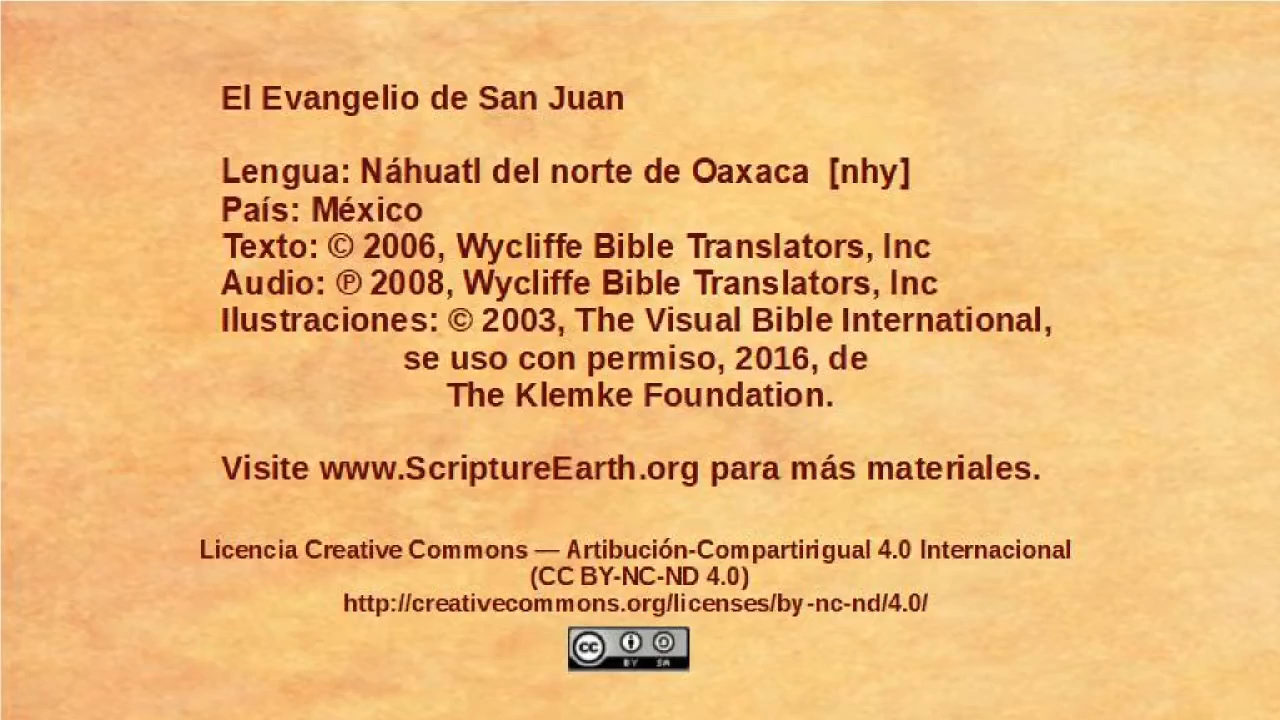 El Evangelio de San Juan
Lengua: Náhuatl del norte de Oaxaca [nhy]
País: México
Texto: © 2006, Wycliffe Bible Translators, Inc
Audio: ℗ 2008, Wycliffe Bible Translators, Inc
Ilustraciones: © 2003, The Visual Bible International,
se uso con permiso, 2016, de
The Klemke Foundation.
Visite www.ScriptureEarth.org para más materiales.
Licencia Creative Commons — Artibución-Compartirigual 4.0 Internacional
(CC BY-NC-ND 4.0)
http://creativecommons.org/licenses/by-nc-nd/4.0/
cc BY SA